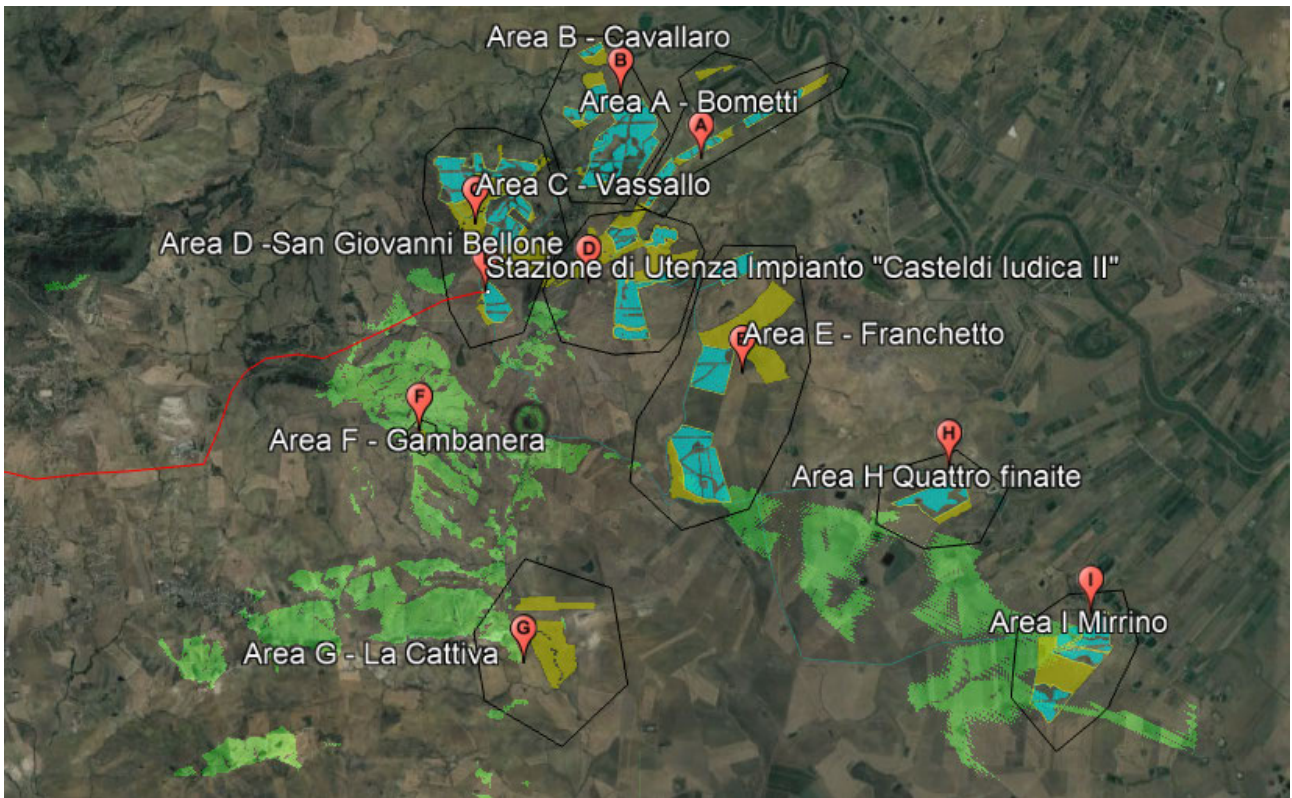 Area B - Cavallaro
B
Area A - Bometti
A
Area C - Vassallo
C
Area D -San Giovanni Bellone
D
Stazione di Utenza Impianto "Casteldi Iudica II"
Area E - Franchetto
E
F
Area F - Gambanera
H
Area H Quattro finaite
I
Area I Mirrino
G
Area G - La Cattiva